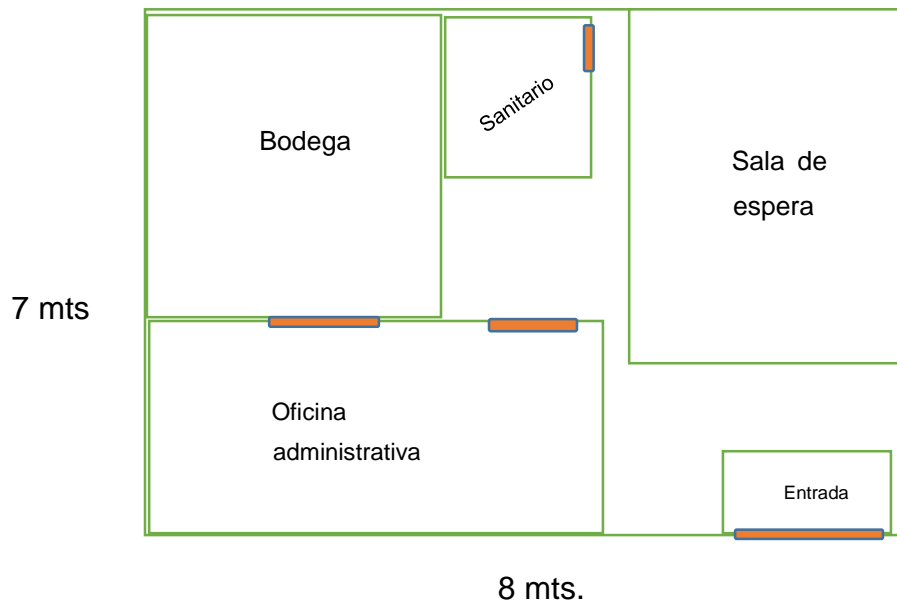 Sanitario
Bodega
Sala de
espera
7 mts
Oficina
administrativa
Entrada
8 mts.